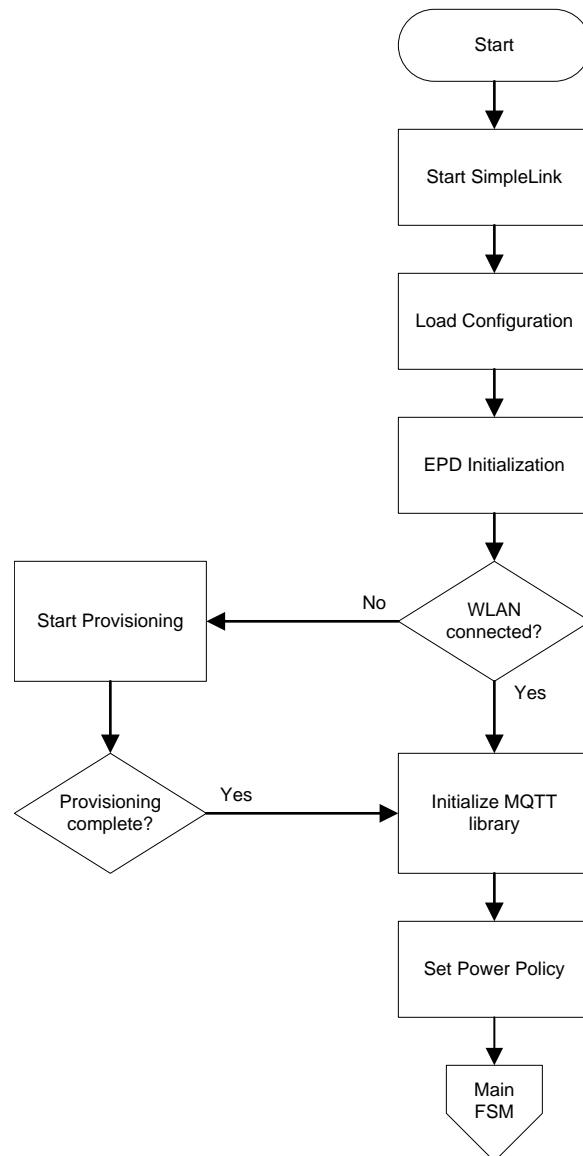 Start
Start SimpleLink
Load Configuration
EPD Initialization
No
WLAN
connected?
Start Provisioning
Yes
Provisioning
complete?
Yes
Initialize MQTT
library
Set Power Policy
Main
FSM